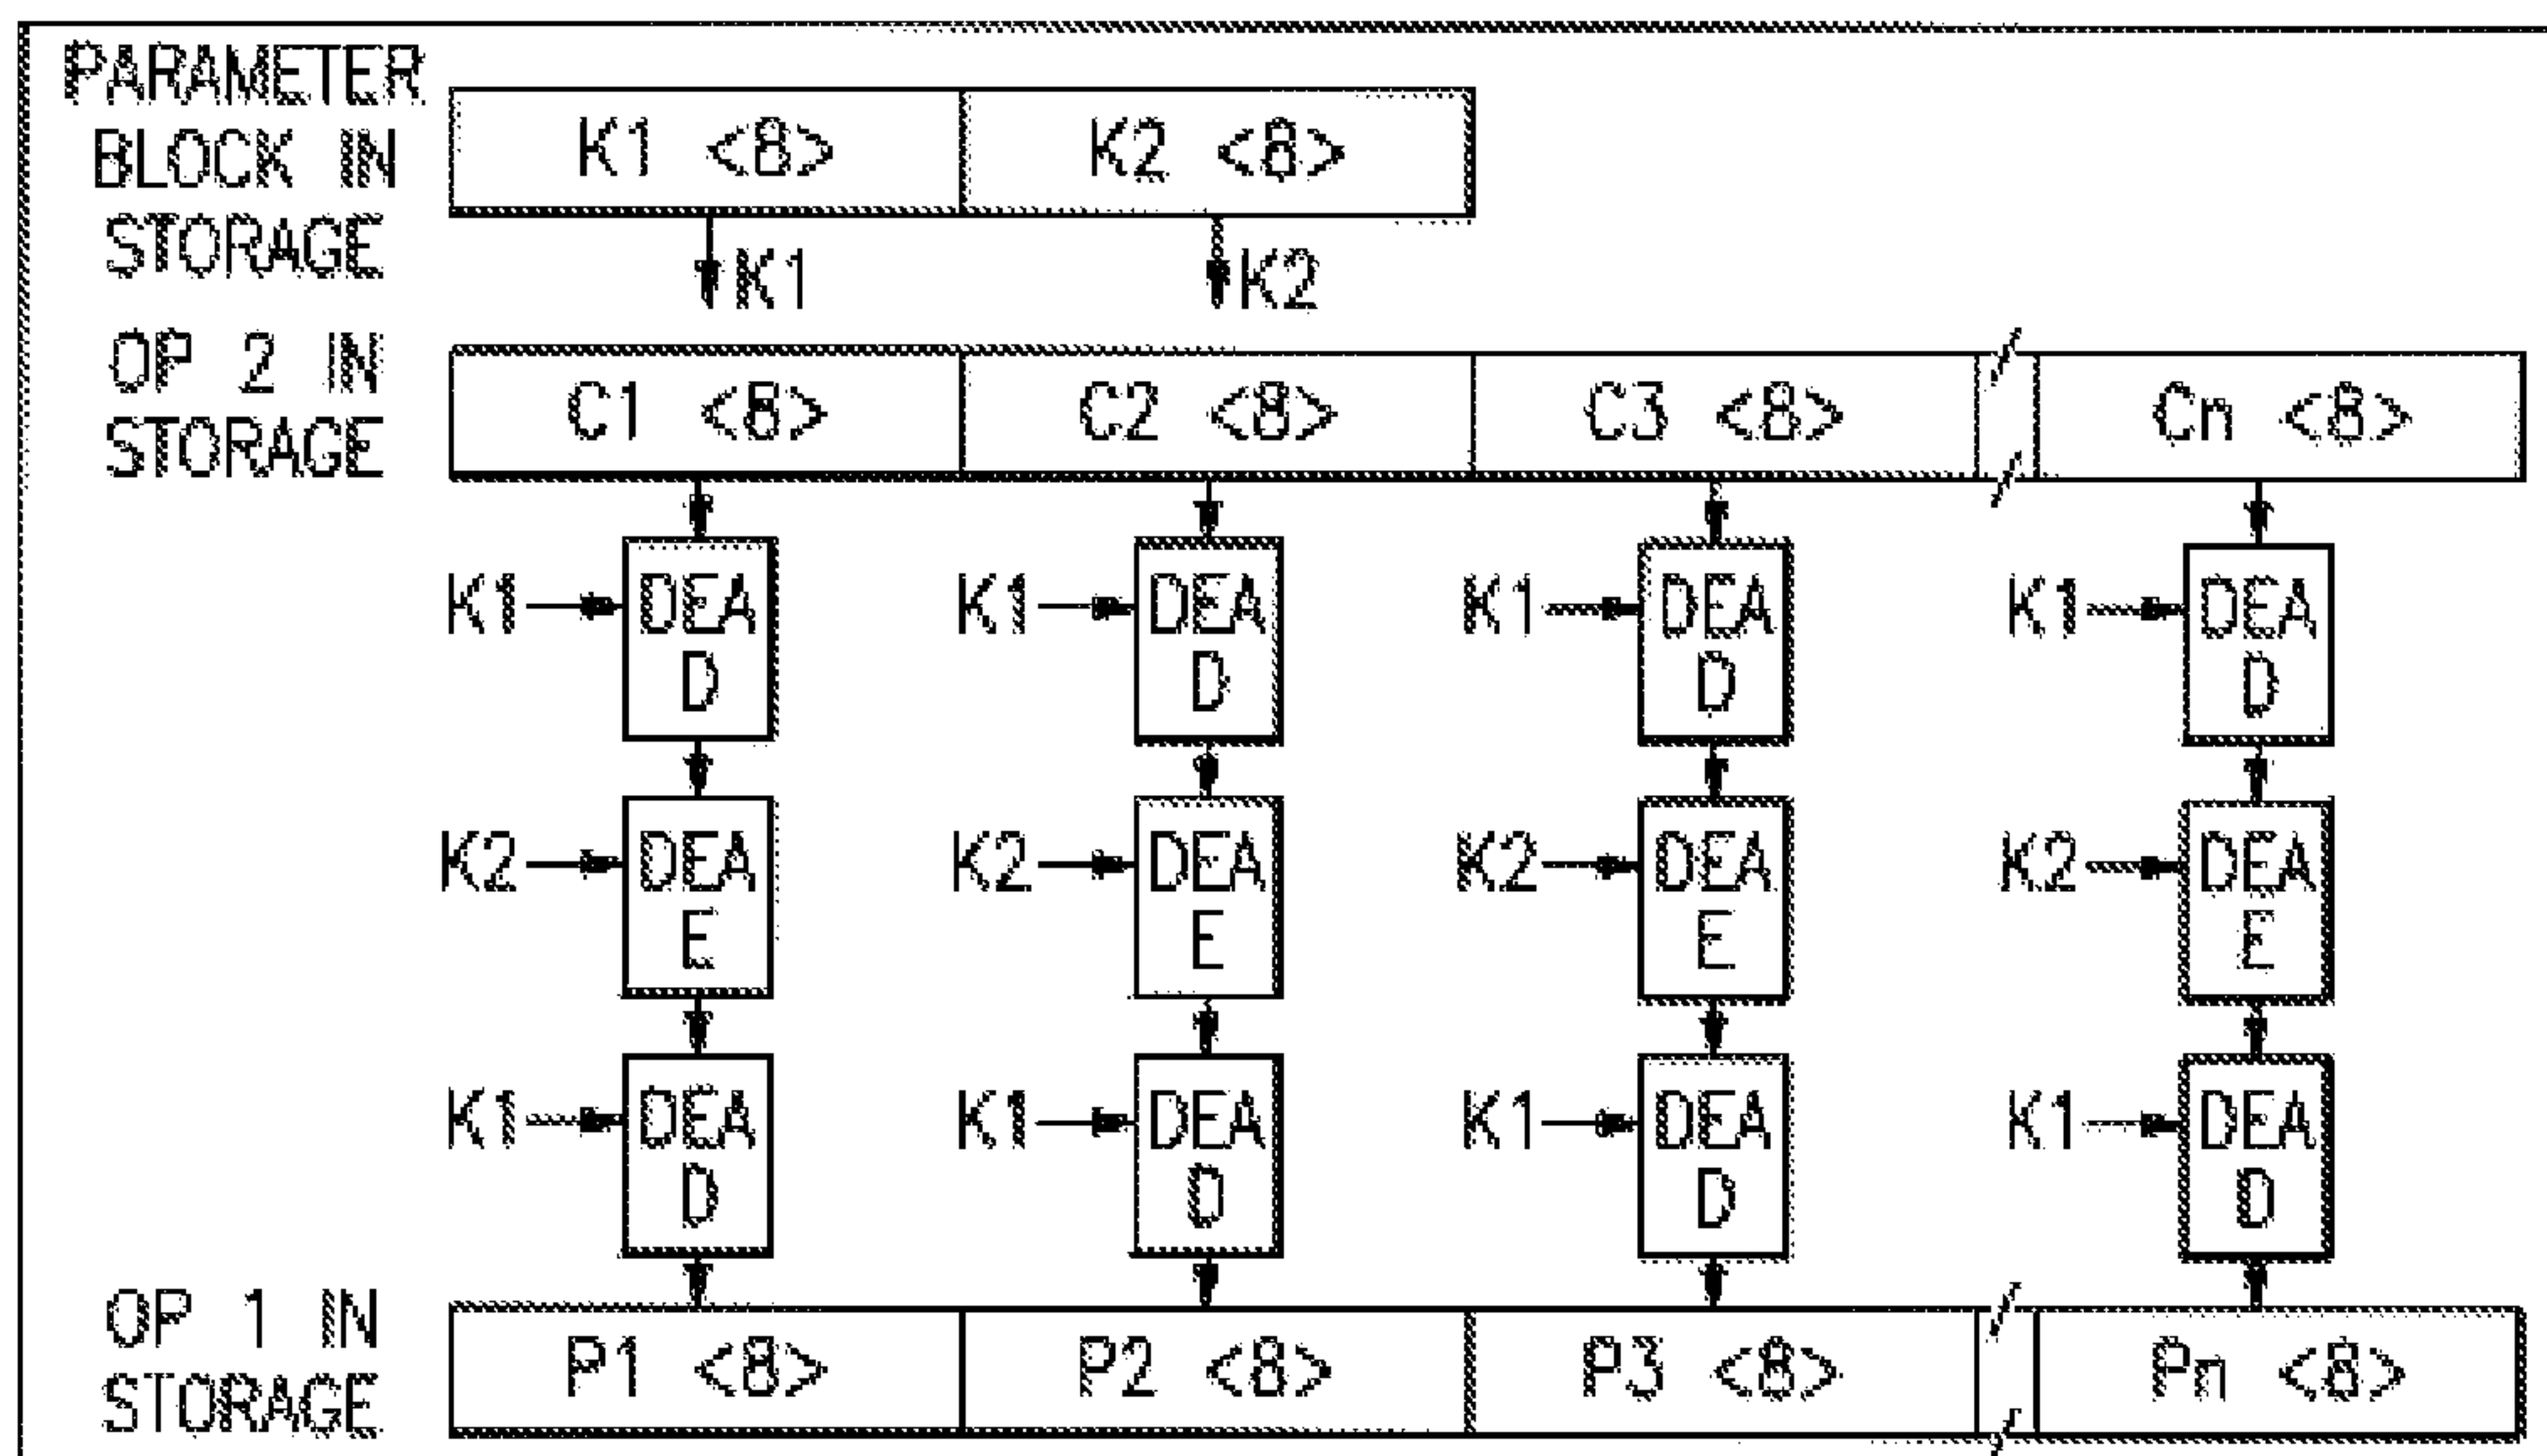 PARAMETER
BLOCK IN
STORAGE
K1 <8> K2 <8>
K1 K2
OP 2 IN
STORAGE
C1 <8> C2 <8> C3 <8> Cn <8>
K1 DEA K1 DEA K1 DEA K1 DEA
D D D D
K2 DEA K2 DEA K2 DEA K2 DEA
E E E E
K1 DEA K1 DEA K1 DEA K1 DEA
D D D D
OP 1 IN
STORAGE
P1 <8> P2 <8> P3 <8> Pn <8>